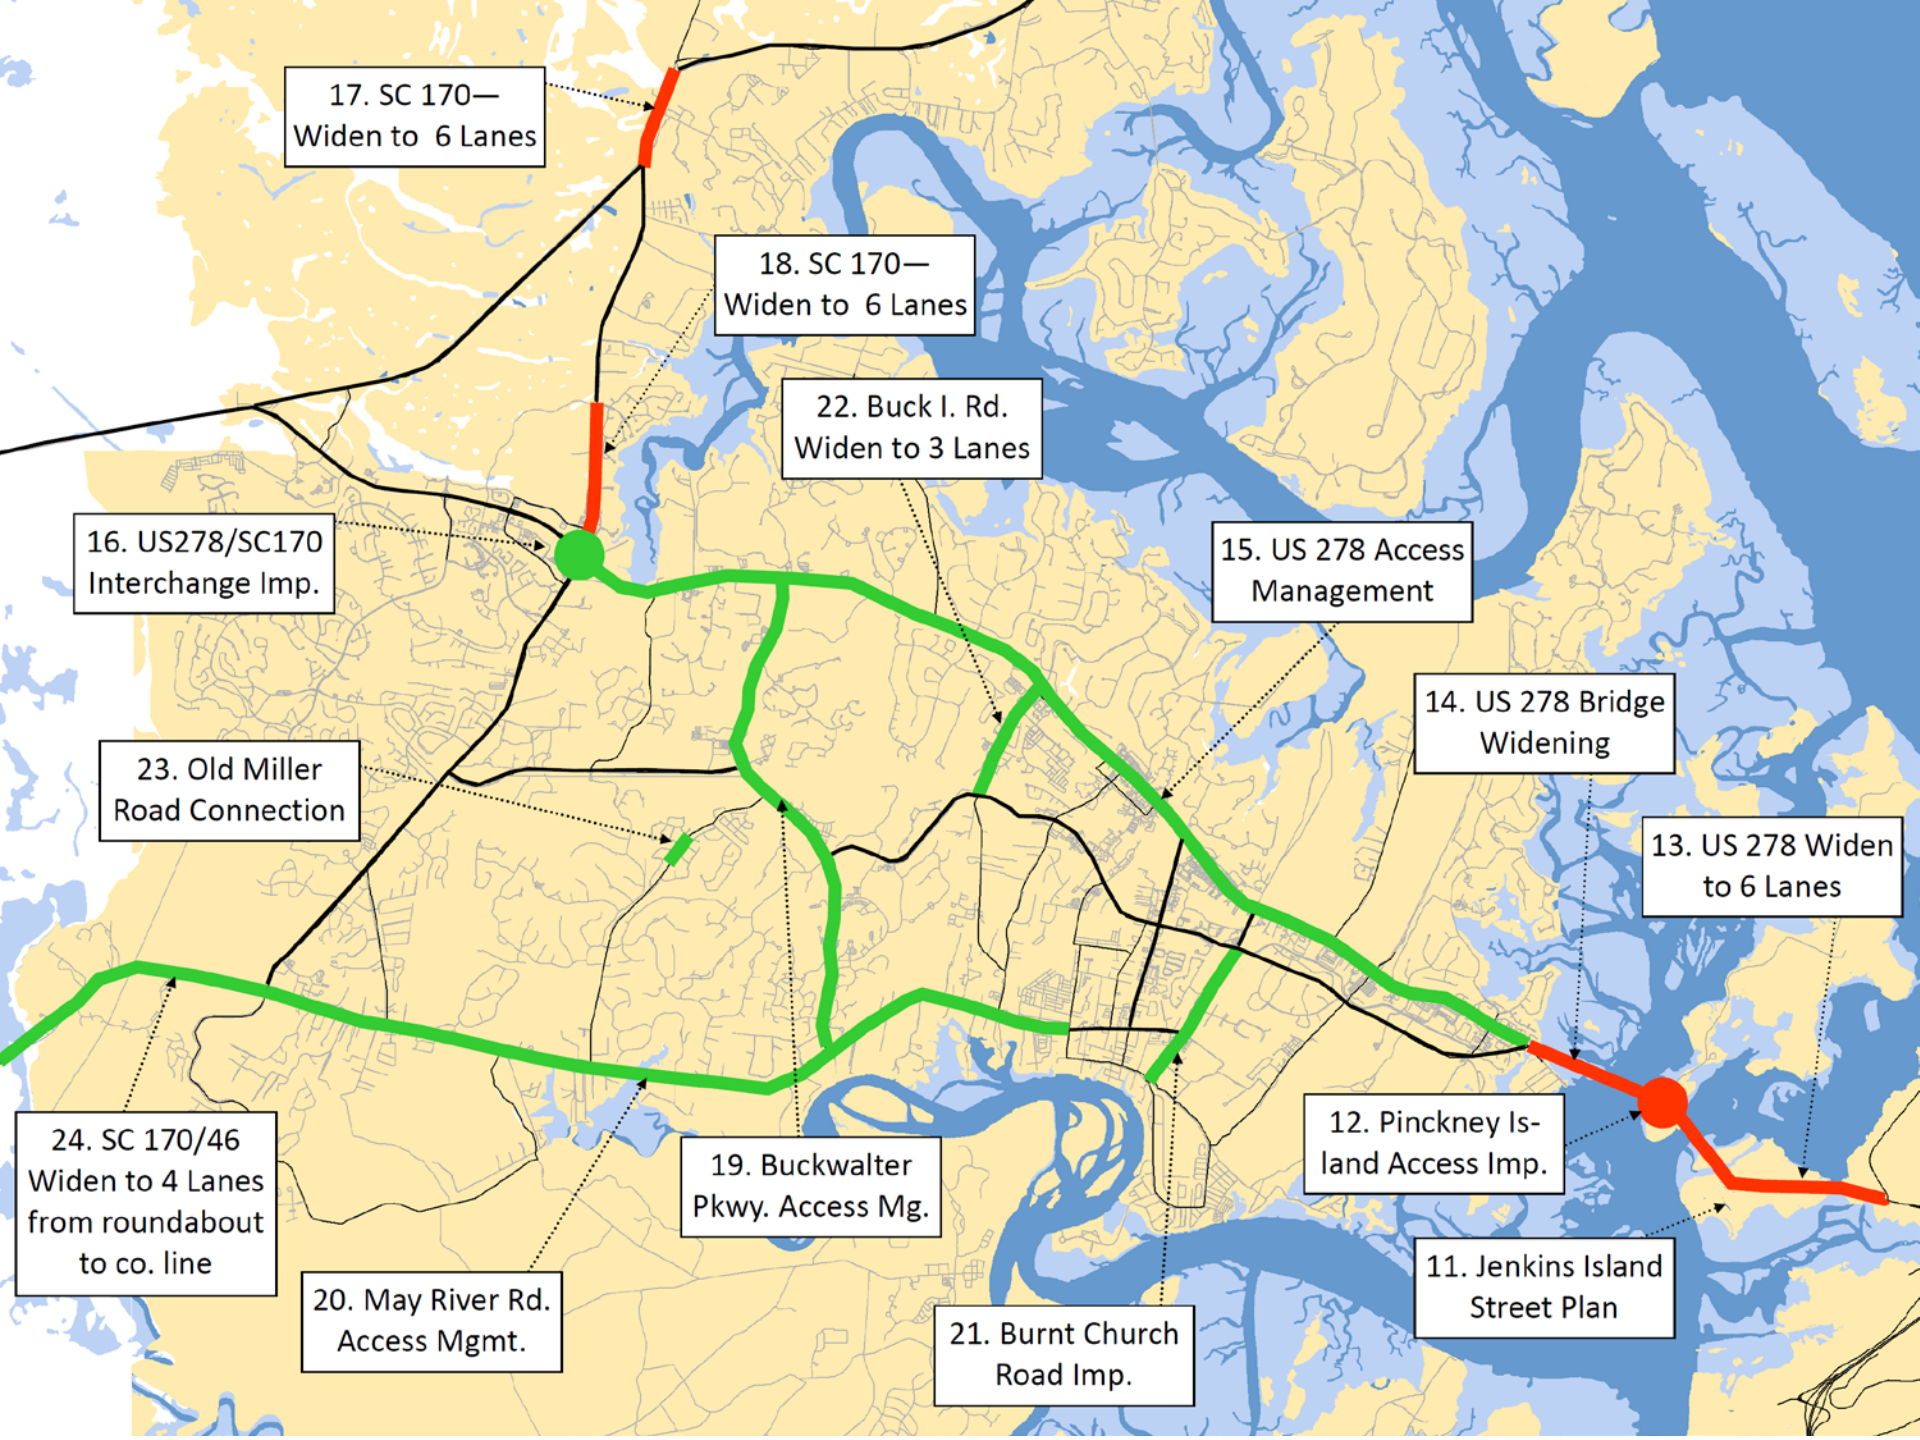 17. SC 170—
Widen to  6 Lanes
18. SC 170—
Widen to  6 Lanes
22. Buck I. Rd.
Widen to 3 Lanes
16. US278/SC170
Interchange Imp.
15. US 278 Access
Management
14. US 278 Bridge
Widening
23. Old Miller
Road Connection
13. US 278 Widen
to 6 Lanes
12. Pinckney Is-
land Access Imp.
24. SC 170/46
Widen to 4 Lanes
from roundabout
to co. line
19. Buckwalter
Pkwy. Access Mg.
11. Jenkins Island
Street Plan
20. May River Rd.
Access Mgmt.
21. Burnt Church
Road Imp.